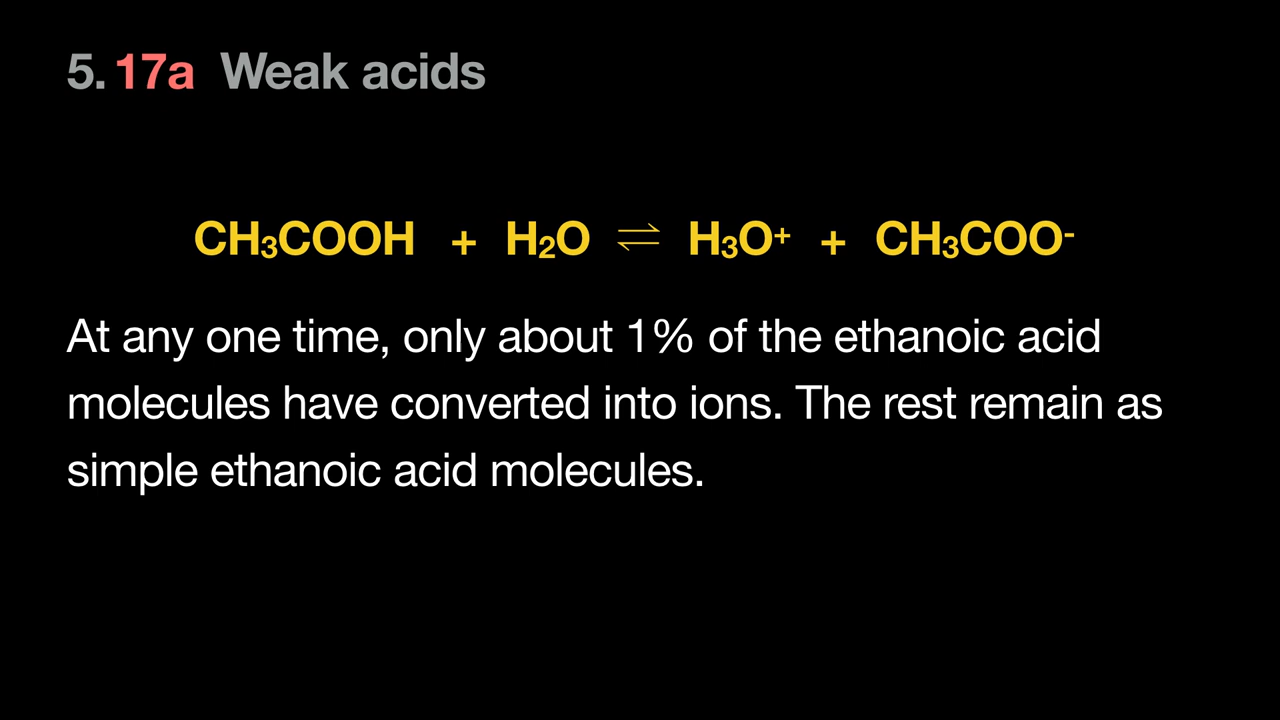 5.17a Weak acids
CH₃COOH + H₂O ⇌ H₃O⁺ + CH₃COO⁻
At any one time, only about 1% of the ethanoic acid
molecules have converted into ions. The rest remain as
simple ethanoic acid molecules.